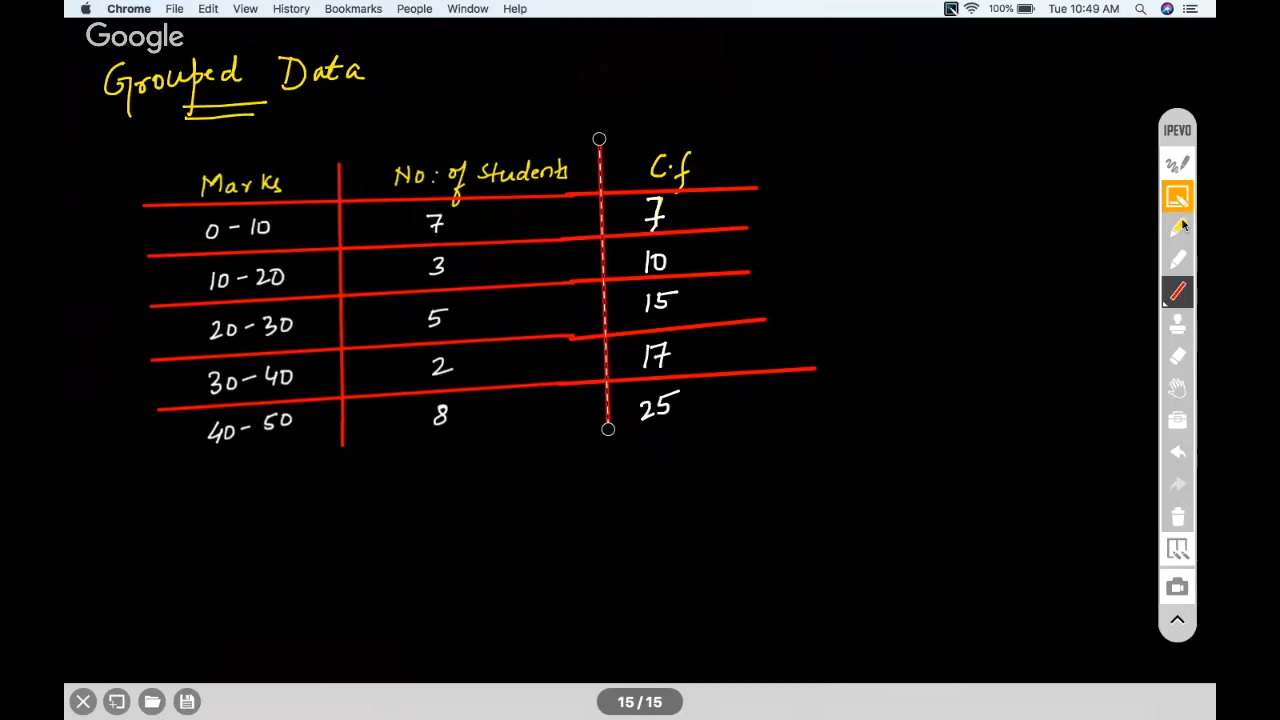 Chrome File Edit View History Bookmarks People Window Help 100% Tue 10:49 AM
Google
Grouped Data
IPEVO
Marks No: of Students C.f
0-10 7 7
10-20 3 10
20-30 5 15
30-40 2 17
40-50 8 25
15/15